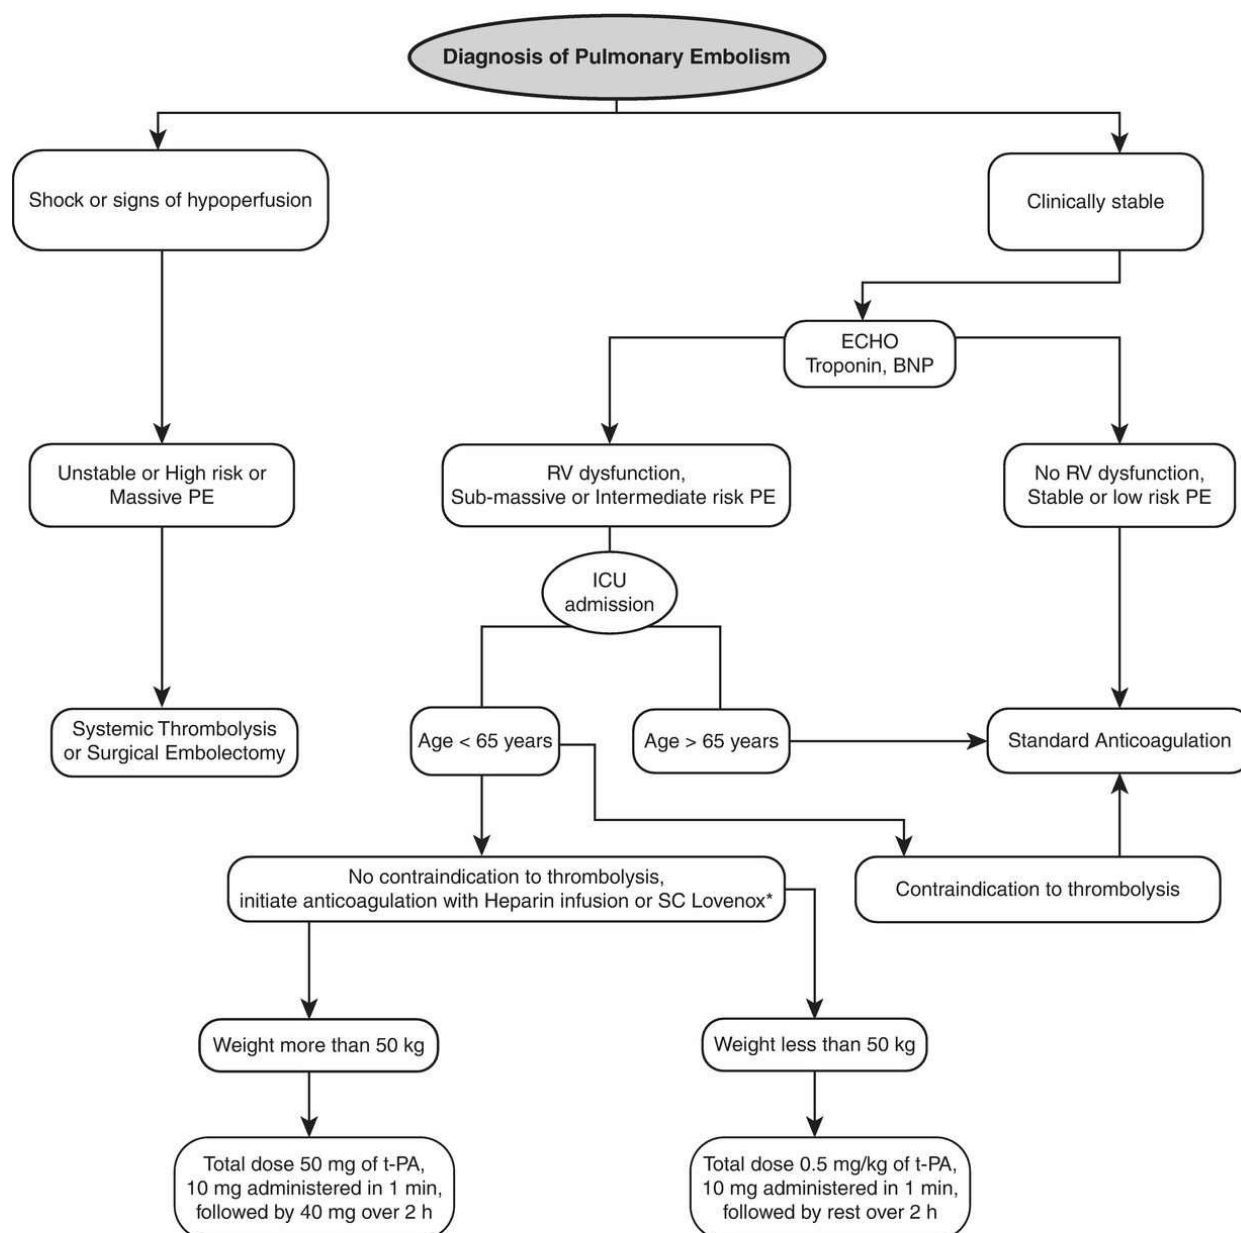 Diagnosis of Pulmonary Embolism
Shock or signs of hypoperfusion
Clinically stable
ECHO
Troponin, BNP
Unstable or High risk or
Massive PE
RV dysfunction,
Sub-massive or Intermediate risk PE
No RV dysfunction,
Stable or low risk PE
ICU
admission
Systemic Thrombolysis
or Surgical Embolectomy
Age < 65 years
Age > 65 years
Standard Anticoagulation
No contraindication to thrombolysis,
initiate anticoagulation with Heparin infusion or SC Lovenox*
Contraindication to thrombolysis
Weight more than 50 kg
Weight less than 50 kg
Total dose 50 mg of t-PA,
10 mg administered in 1 min,
followed by 40 mg over 2 h
Total dose 0.5 mg/kg of t-PA,
10 mg administered in 1 min,
followed by rest over 2 h